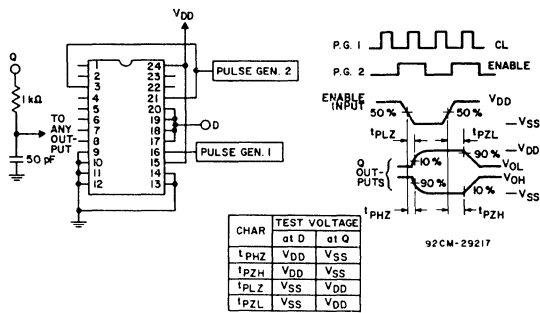 Q
1 kΩ
TO
ANY
OUT-
PUT
50 pF
VDD
1 24
2 23
3 22
4 21
5 20
6 19
7 18
8 17
9 16
10 15
11 14
12 13
PULSE GEN. 2
D
PULSE GEN. 1
P.G. 1 CL
P.G. 2 ENABLE
ENABLE INPUT 50% 50% VDD
VSS
tPLZ tPZL
Q OUT-PUTS 10% 90% VDD
VOL
90% 10% VOH
VSS
tPHZ tPZH
92CM-29217
CHAR TEST VOLTAGE
at D at Q
tPHZ VDD VSS
tPZH VDD VSS
tPLZ VSS VDD
tPZL VSS VDD